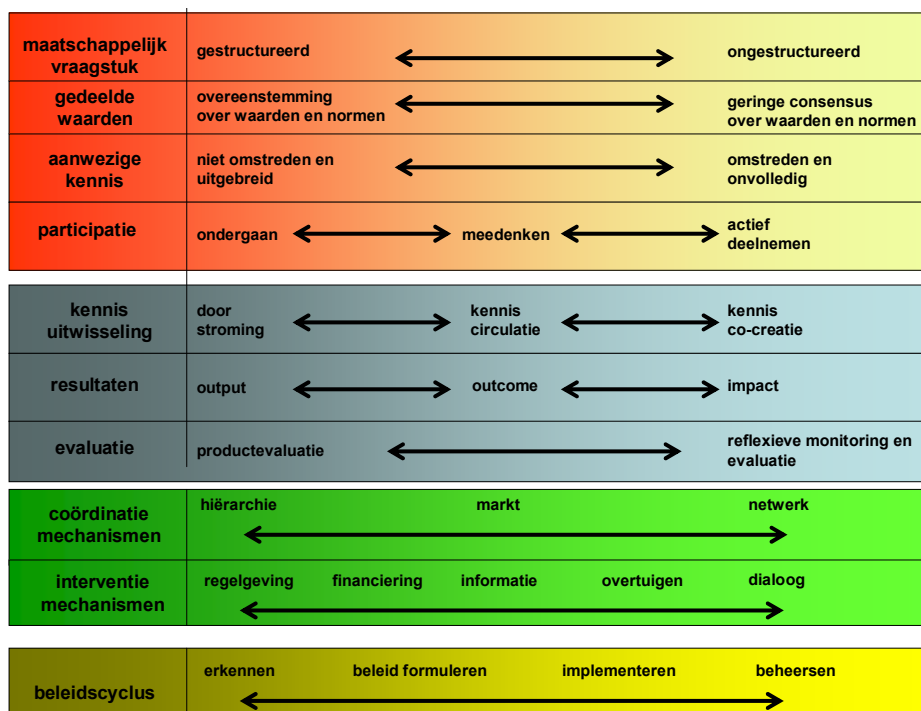 maatschappelijk
vraagstuk
gestructureerd
ongestructureerd
gedeelde
waarden
overeenstemming
over waarden en normen
geringe consensus
over waarden en normen
aanwezige
kennis
niet omstreden en
uitgebreid
omstreden en
onvolledig
participatie
ondergaan
meedenken
actief
deelnemen
kennis
uitwisseling
door
stroming
kennis
circulatie
kennis
co-creatie
resultaten
output
outcome
impact
evaluatie
productevaluatie
reflexieve monitoring en
evaluatie
coördinatie
mechanismen
hiërarchie
markt
netwerk
interventie
mechanismen
regelgeving
financiering
informatie
overtuigen
dialoog
beleidscyclus
erkennen
beleid formuleren
implementeren
beheersen